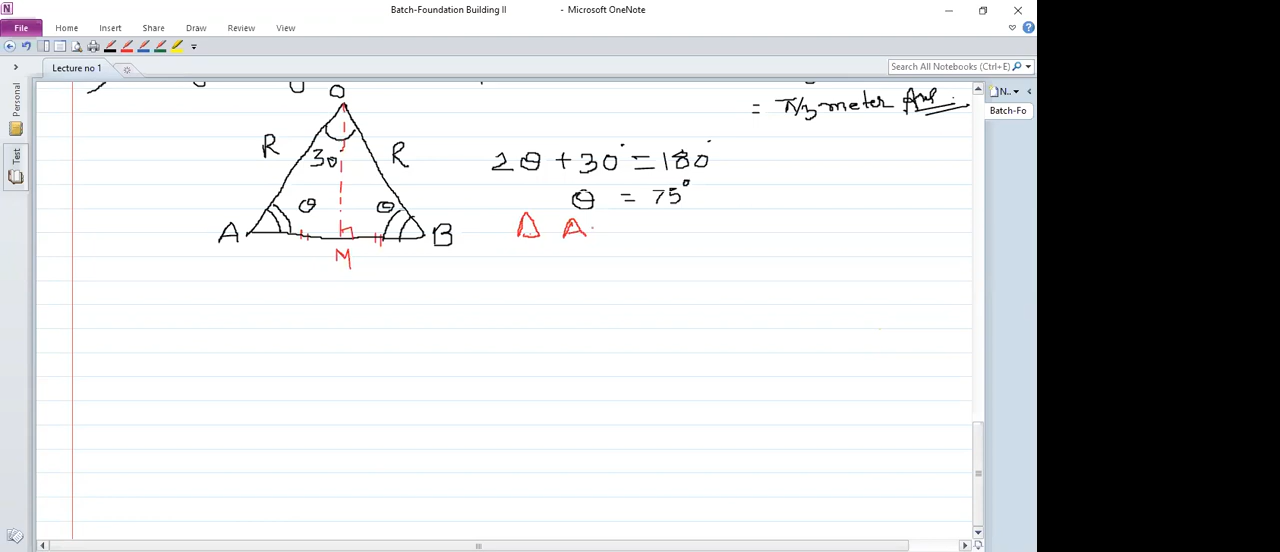 Batch-Foundation Building II - Microsoft OneNote
File Home Insert Share Draw Review View
Lecture no 1
Search All Notebooks (Ctrl+E)
Personal
Test
N..
Batch-Fo
= π/3 meter Ans.
O
R R
30
2θ + 30° = 180°
θ θ
θ = 75°
A B
Δ A
M